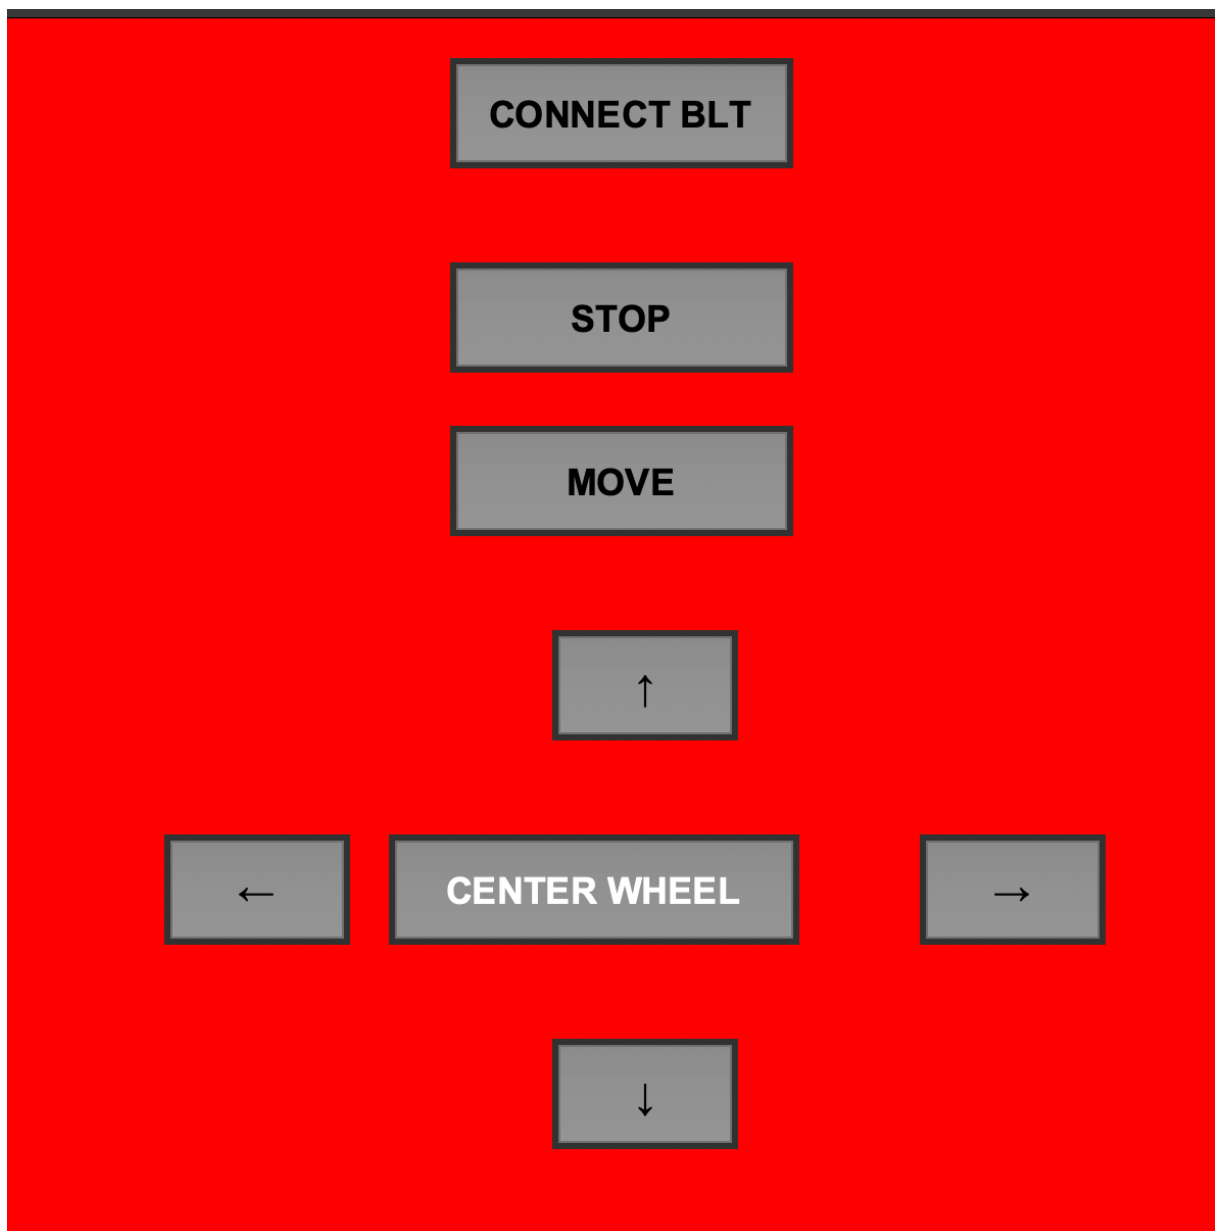 CONNECT BLT
STOP
MOVE
↑
← CENTER WHEEL →
↓